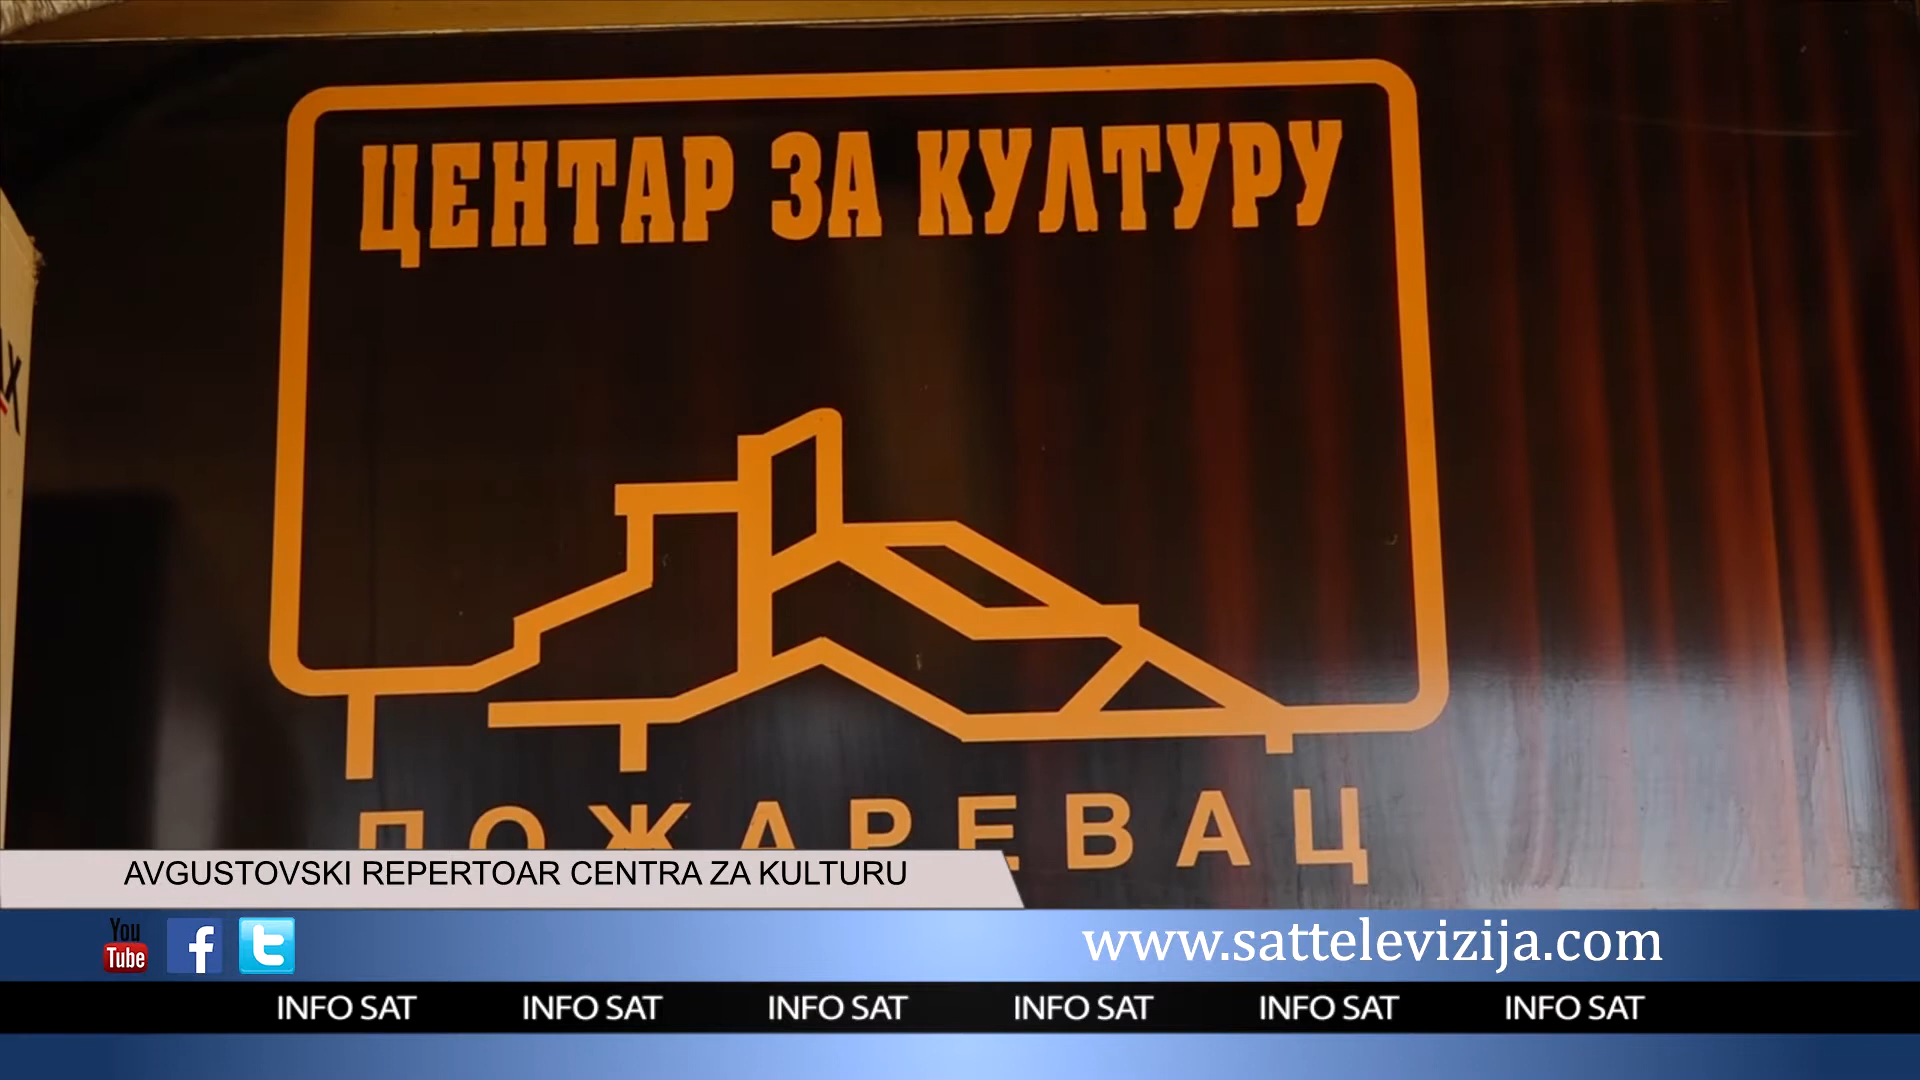 ЦЕНТАР ЗА КУЛТУРУ
ПОЖАРЕВАЦ
AVGUSTOVSKI REPERTOAR CENTRA ZA KULTURU
You
Tube
www.sattelevizija.com
INFO SAT INFO SAT INFO SAT INFO SAT INFO SAT INFO SAT